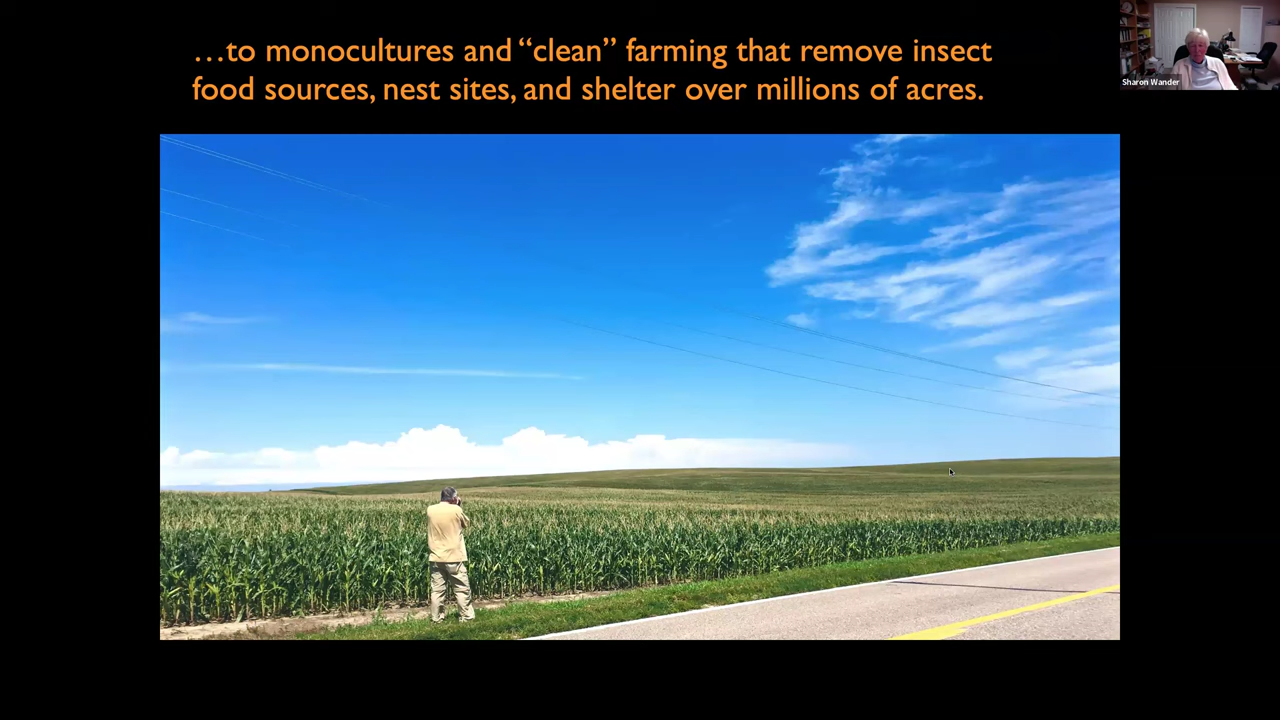 …to monocultures and “clean” farming that remove insect
food sources, nest sites, and shelter over millions of acres.
Sharon Wander